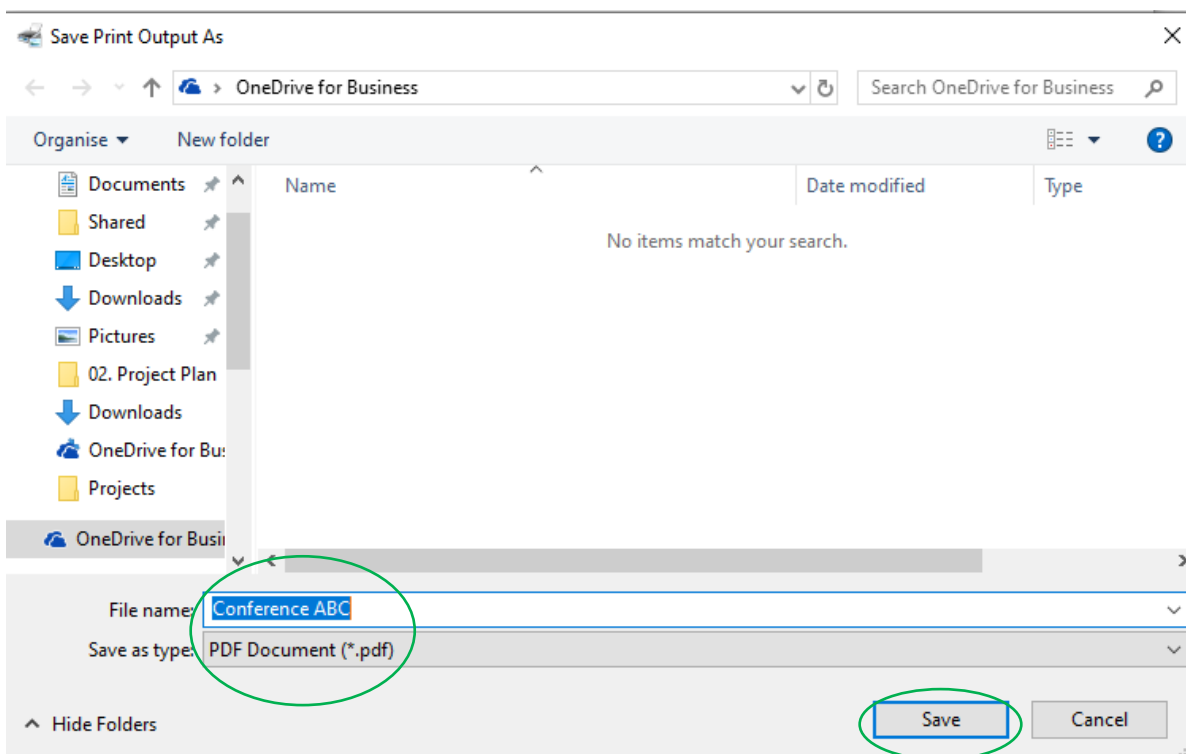 Save Print Output As
OneDrive for Business
Search OneDrive for Business
Organise
New folder
?
Name
Date modified
Type
No items match your search.
Documents
Shared
Desktop
Downloads
Pictures
02. Project Plan
Downloads
OneDrive for Bus
Projects
OneDrive for Busi
File name: Conference ABC
Save as type: PDF Document (*.pdf)
Hide Folders
Save
Cancel